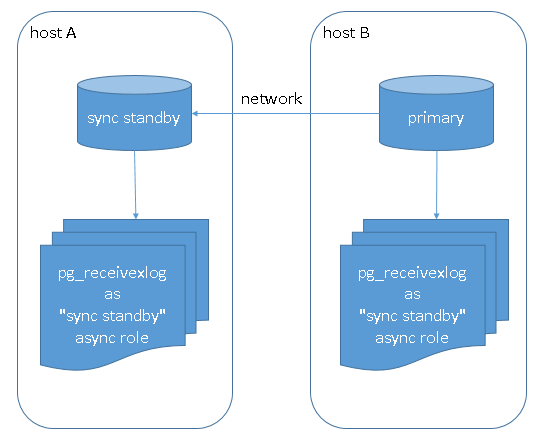 host A
host B
sync standby
network
primary
pg_receivexlog
as
"sync standby"
async role
pg_receivexlog
as
"sync standby"
async role